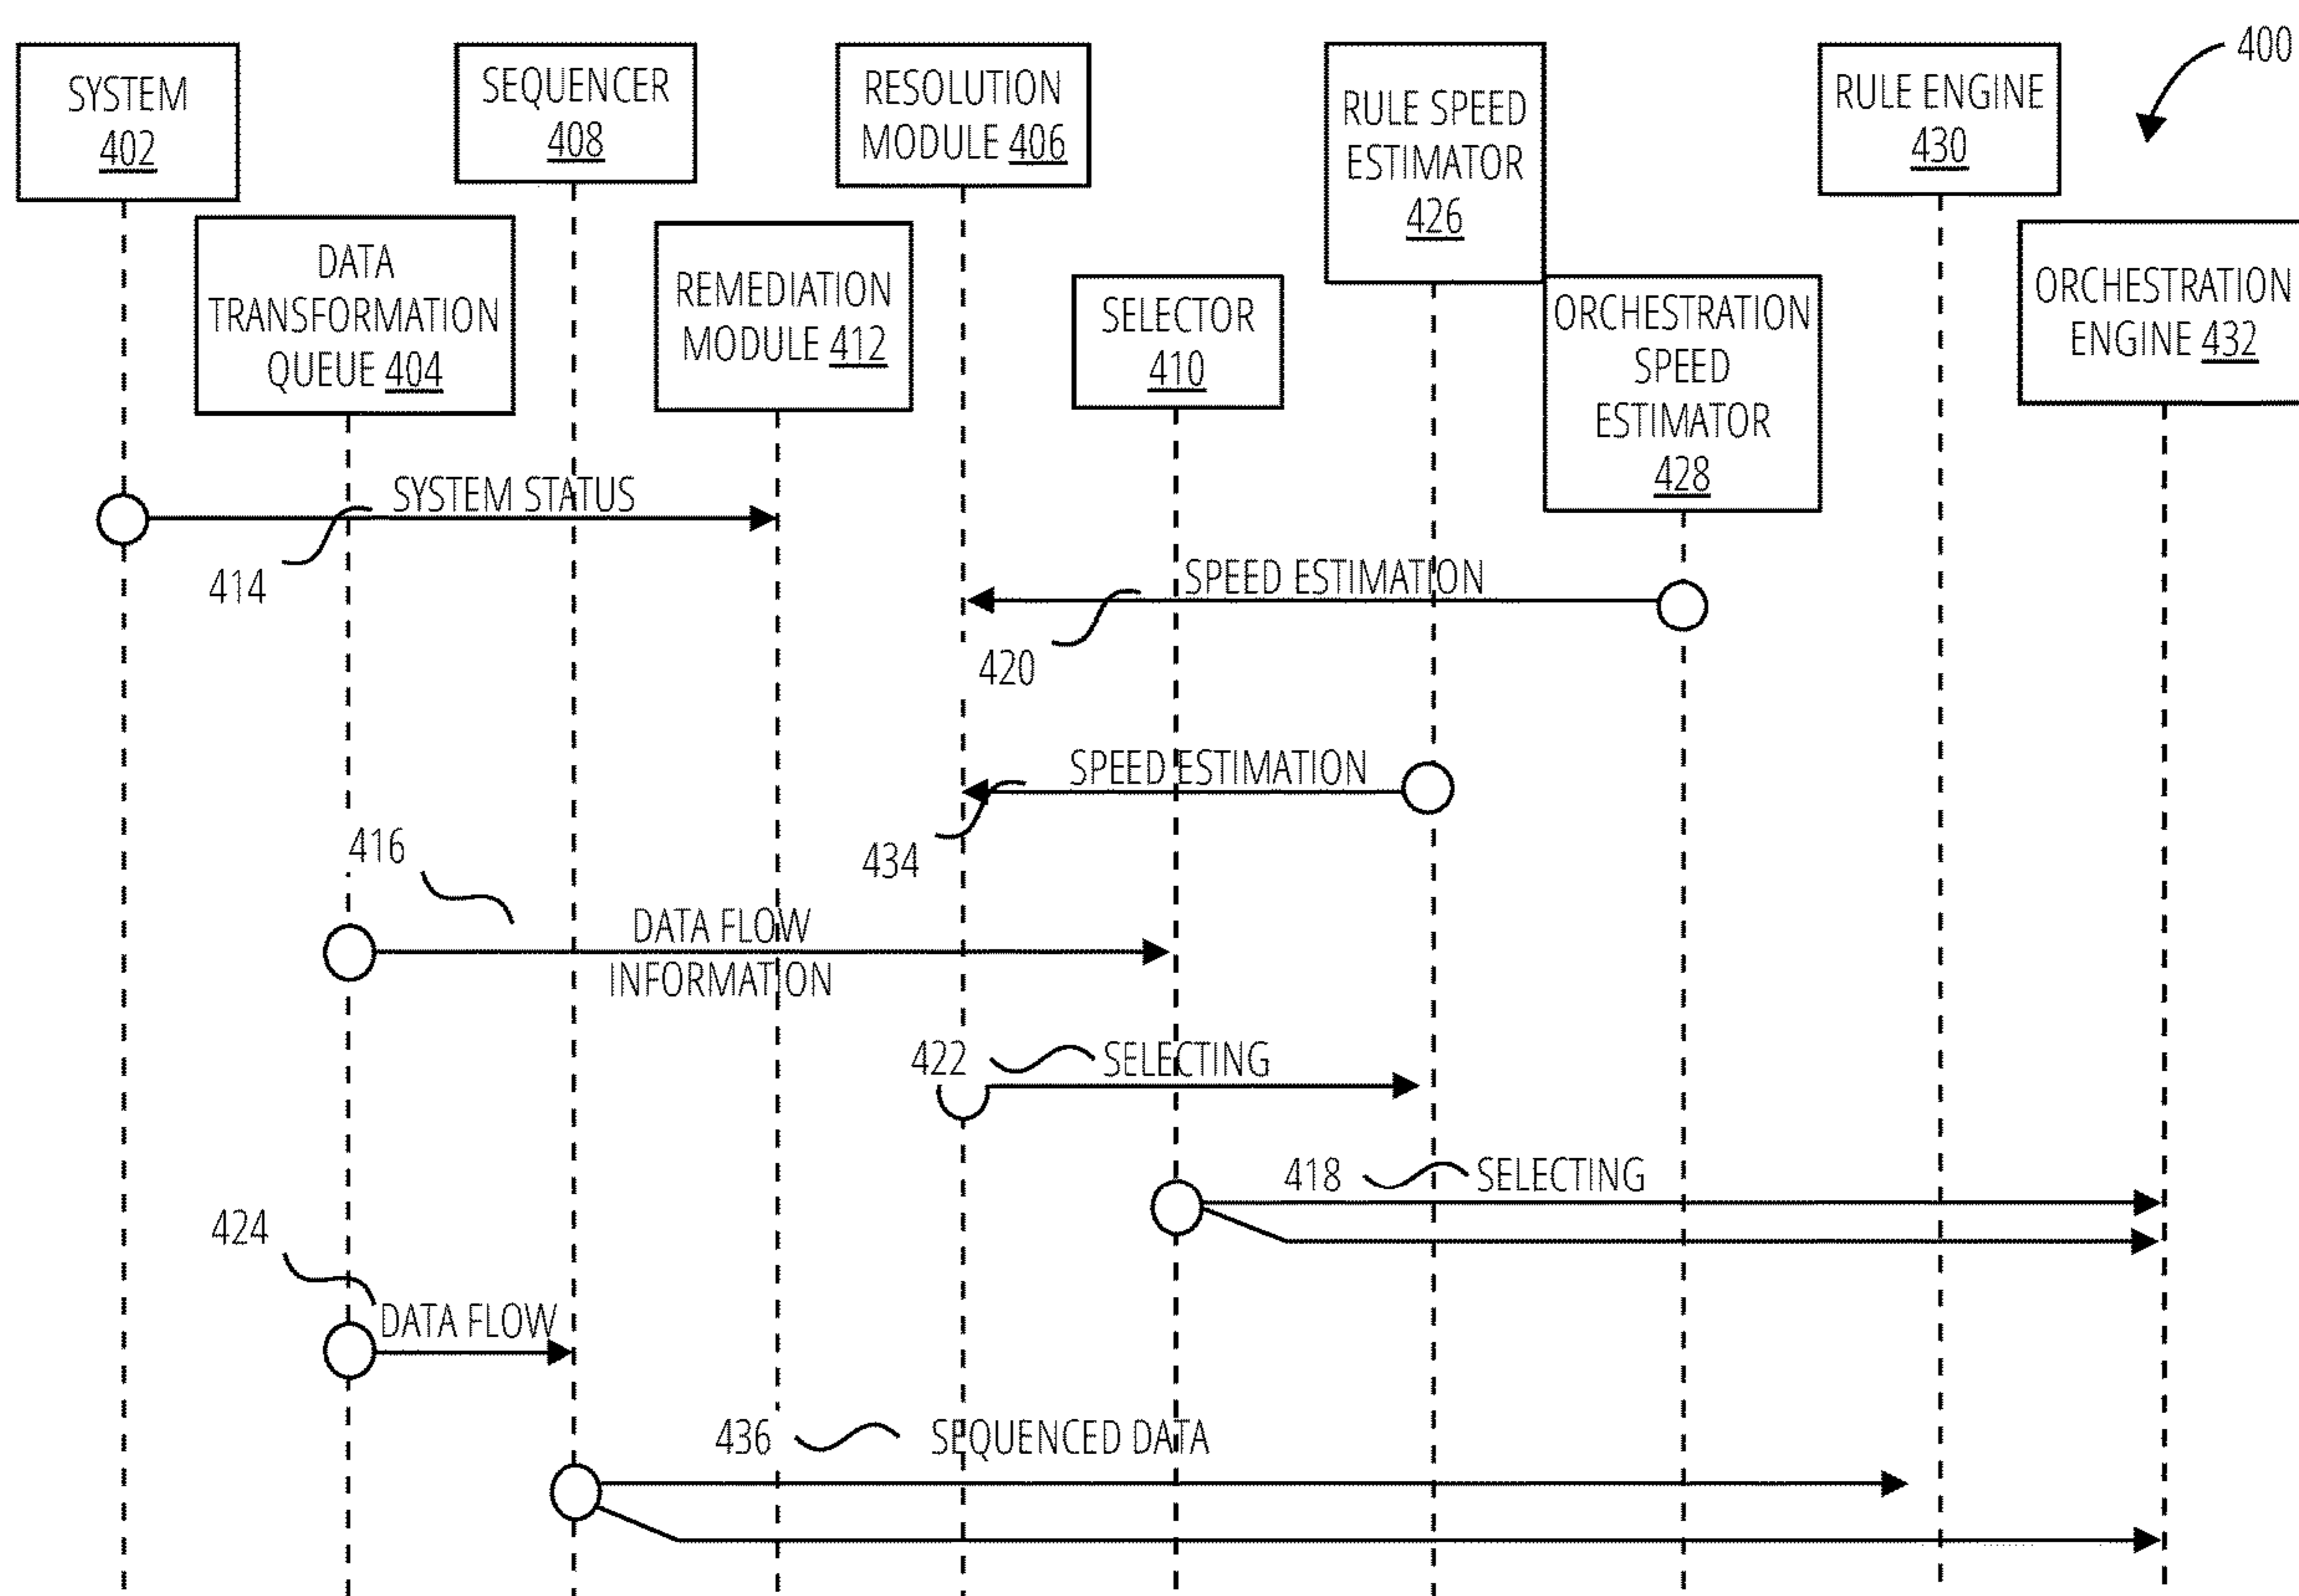 400
SYSTEM
402
SEQUENCER
408
RESOLUTION
MODULE 406
RULE SPEED
ESTIMATOR
426
RULE ENGINE
430
DATA
TRANSFORMATION
QUEUE 404
REMEDIATION
MODULE 412
SELECTOR
410
ORCHESTRATION
SPEED
ESTIMATOR
428
ORCHESTRATION
ENGINE 432
SYSTEM STATUS
414
SPEED ESTIMATION
420
SPEED ESTIMATION
434
416
DATA FLOW
INFORMATION
422 SELECTING
418 SELECTING
424
DATA FLOW
436 SEQUENCED DATA